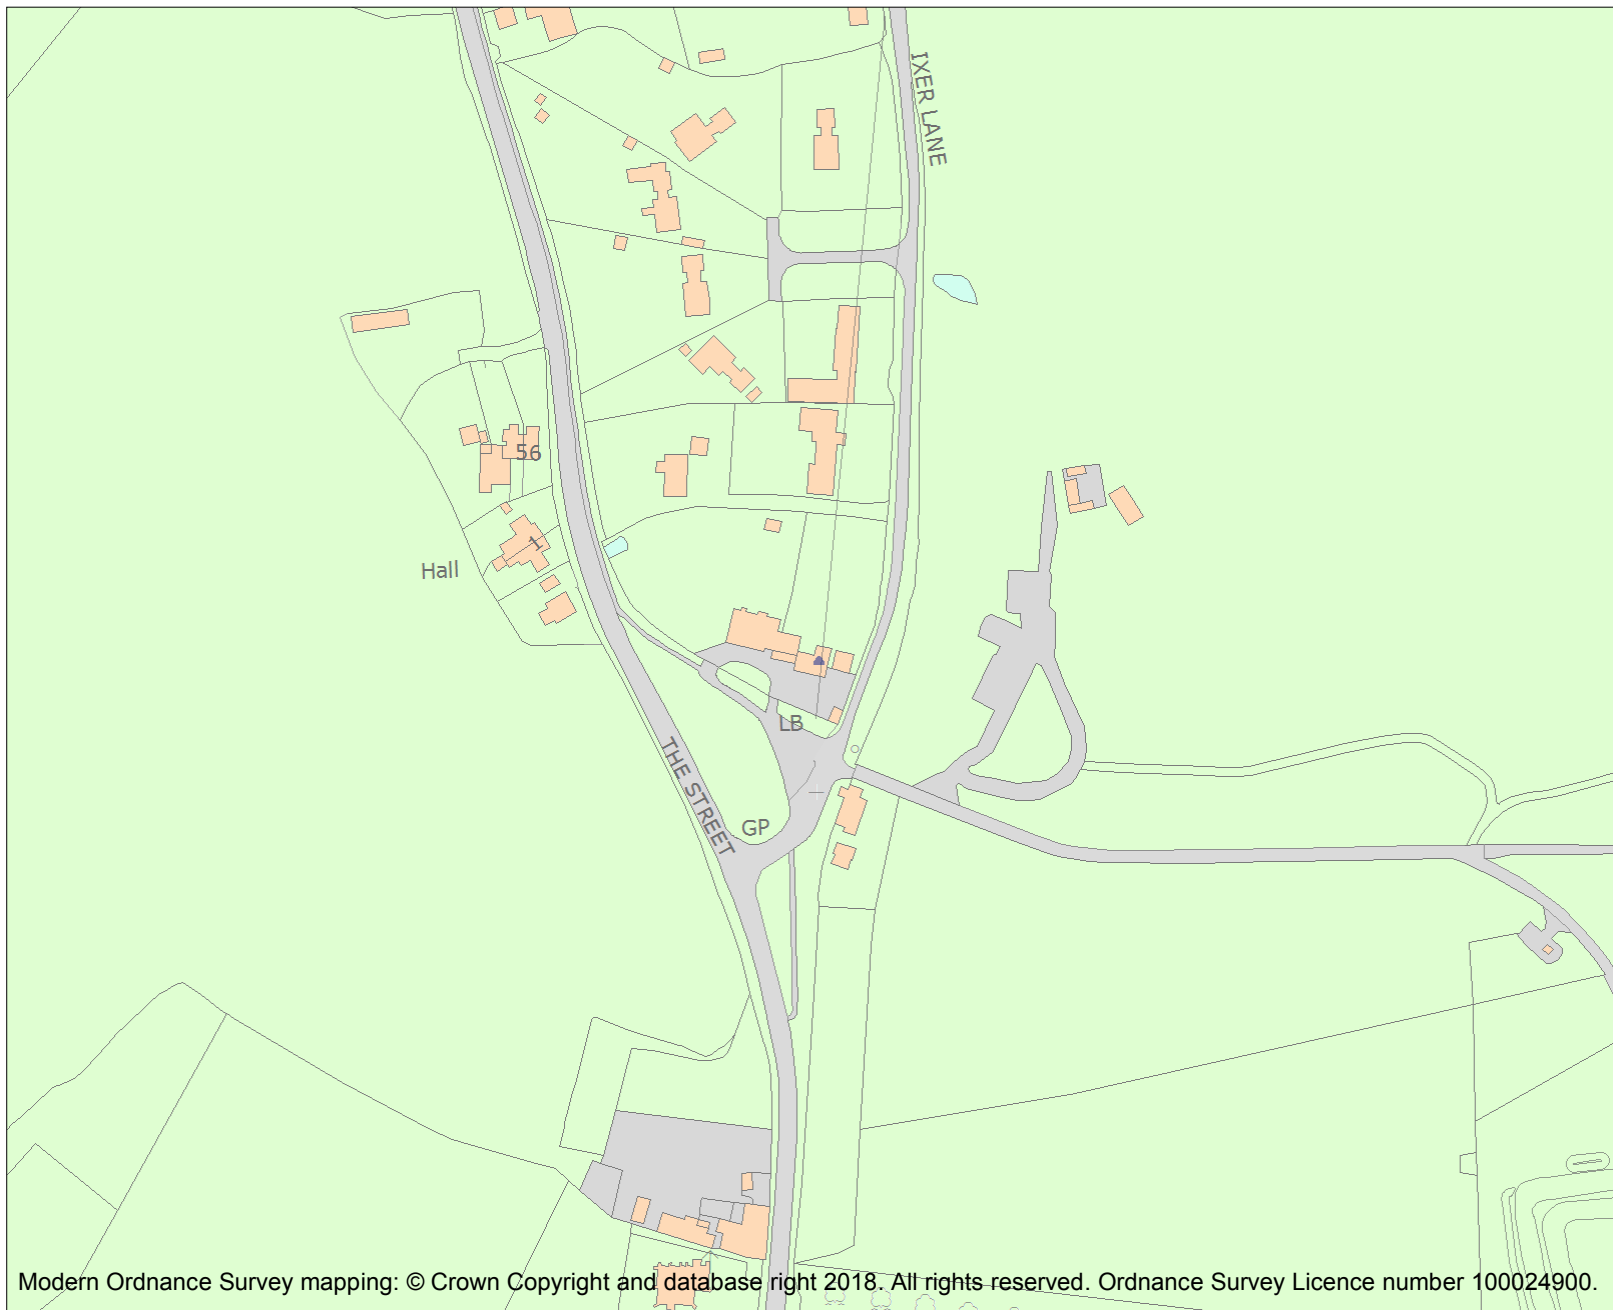 IXER LANE
56
1
Hall
LB
THE STREET
GP
Modern Ordnance Survey mapping: © Crown Copyright and database right 2018. All rights reserved. Ordnance Survey Licence number 100024900.